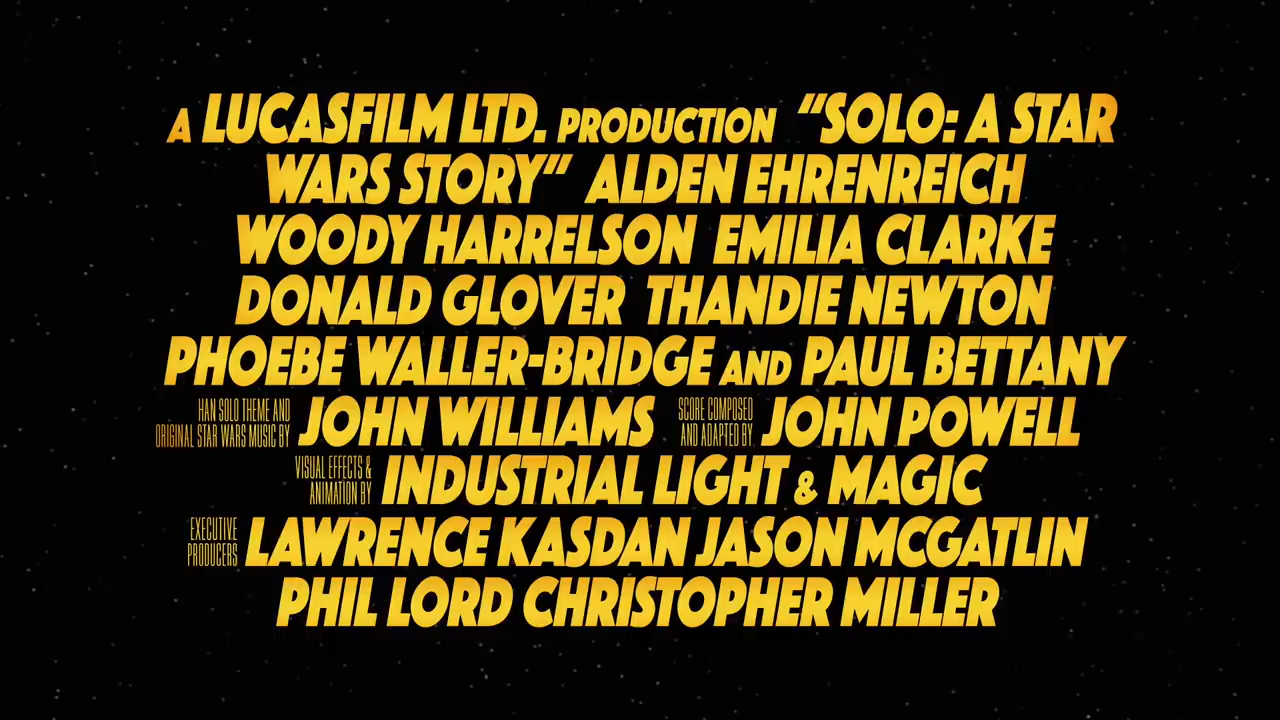 A LUCASFILM LTD. PRODUCTION "SOLO: A STAR
WARS STORY" ALDEN EHRENREICH
WOODY HARRELSON EMILIA CLARKE
DONALD GLOVER THANDIE NEWTON
PHOEBE WALLER-BRIDGE AND PAUL BETTANY
HAN SOLO THEME AND
ORIGINAL STAR WARS MUSIC BY JOHN WILLIAMS SCORE COMPOSED
AND ADAPTED BY JOHN POWELL
VISUAL EFFECTS &
ANIMATION BY INDUSTRIAL LIGHT & MAGIC
EXECUTIVE
PRODUCERS LAWRENCE KASDAN JASON MCGATLIN
PHIL LORD CHRISTOPHER MILLER